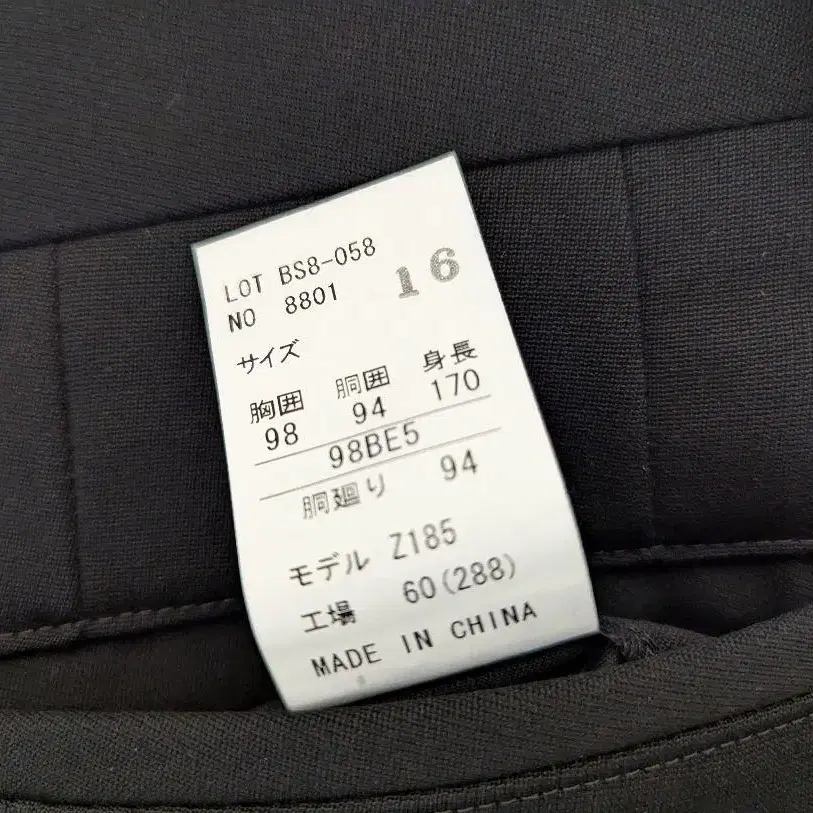 LOT BS8-058
NO 8801
16
サイズ
胸囲 胴囲 身長
98 94 170
98BE5
胴廻り 94
モデル Z185
工場 60(288)
MADE IN CHINA